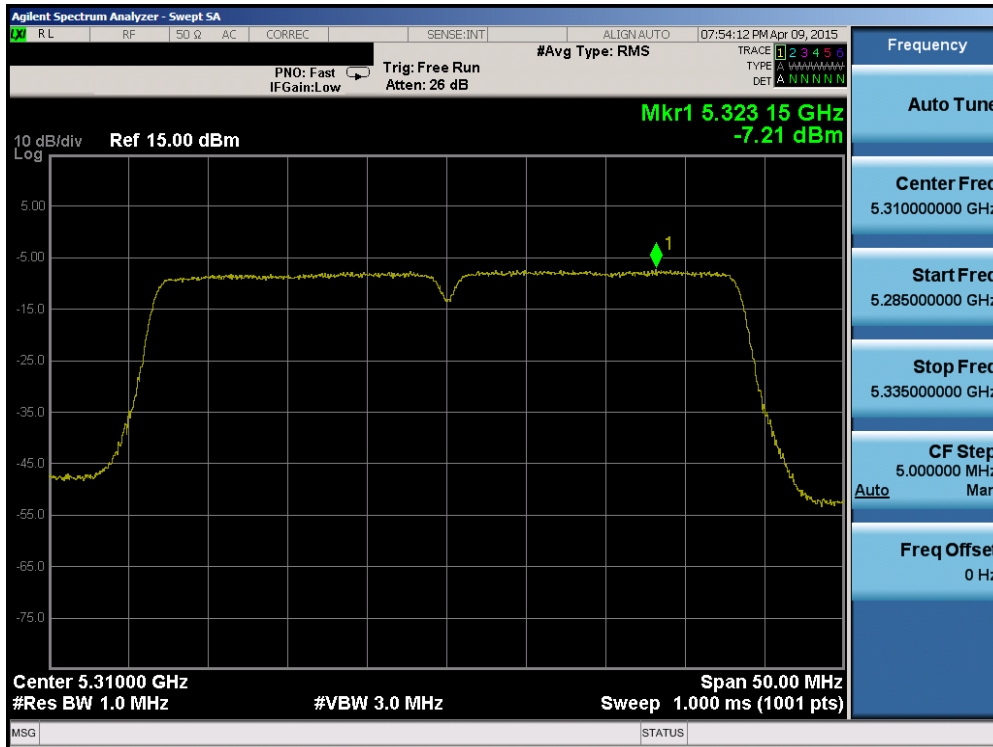 Agilent Spectrum Analyzer - Swept SA
LXI RL RF 50 Ω AC CORREC SENSE:INT ALIGN AUTO 07:54:12 PM Apr 09, 2015
#Avg Type: RMS TRACE 1 2 3 4 5 6
PNO: Fast Trig: Free Run TYPE A WWWWW
IFGain:Low Atten: 26 dB DET A N N N N N
Mkr1 5.323 15 GHz
-7.21 dBm
10 dB/div Ref 15.00 dBm
Log
5.00
1
-5.00
-15.0
-25.0
-35.0
-45.0
-55.0
-65.0
-75.0
Center 5.31000 GHz Span 50.00 MHz
#Res BW 1.0 MHz #VBW 3.0 MHz Sweep 1.000 ms (1001 pts)
MSG STATUS
Frequency
Auto Tune
Center Freq
5.310000000 GHz
Start Freq
5.285000000 GHz
Stop Freq
5.335000000 GHz
CF Step
5.000000 MHz
Auto Man
Freq Offset
0 Hz